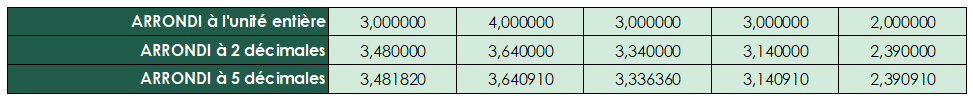 ARRONDI à l'unité entière 3,000000 4,000000 3,000000 3,000000 2,000000
ARRONDI à 2 décimales 3,480000 3,640000 3,340000 3,140000 2,390000
ARRONDI à 5 décimales 3,481820 3,640910 3,336360 3,140910 2,390910